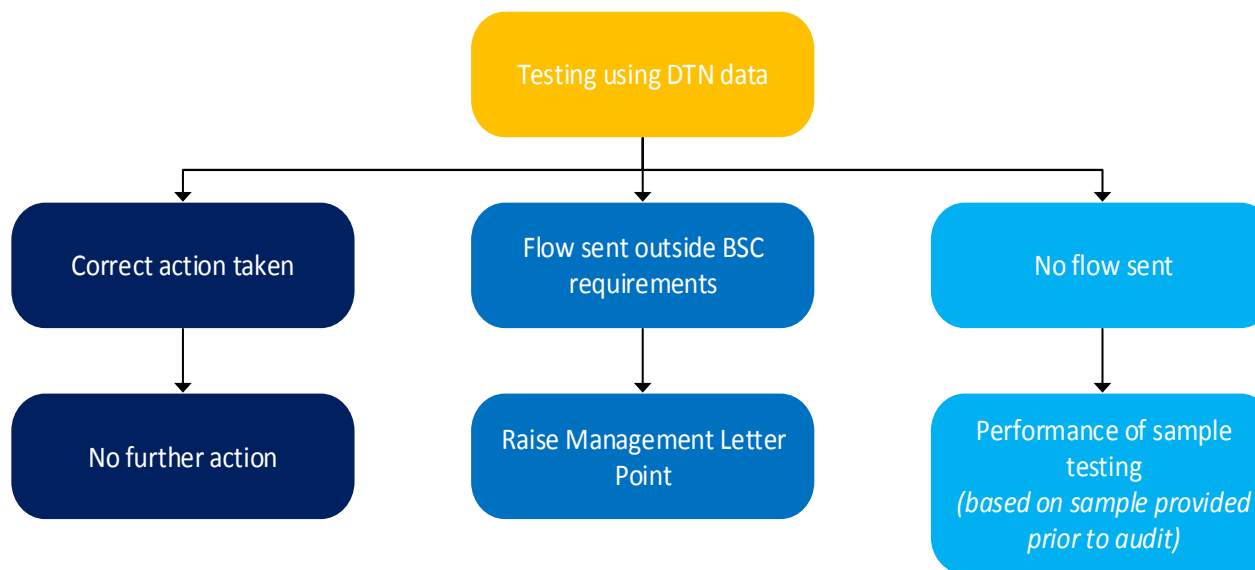 Testing using DTN data
Correct action taken
Flow sent outside BSC
requirements
No flow sent
No further action
Raise Management Letter
Point
Performance of sample
testing
(based on sample provided
prior to audit)